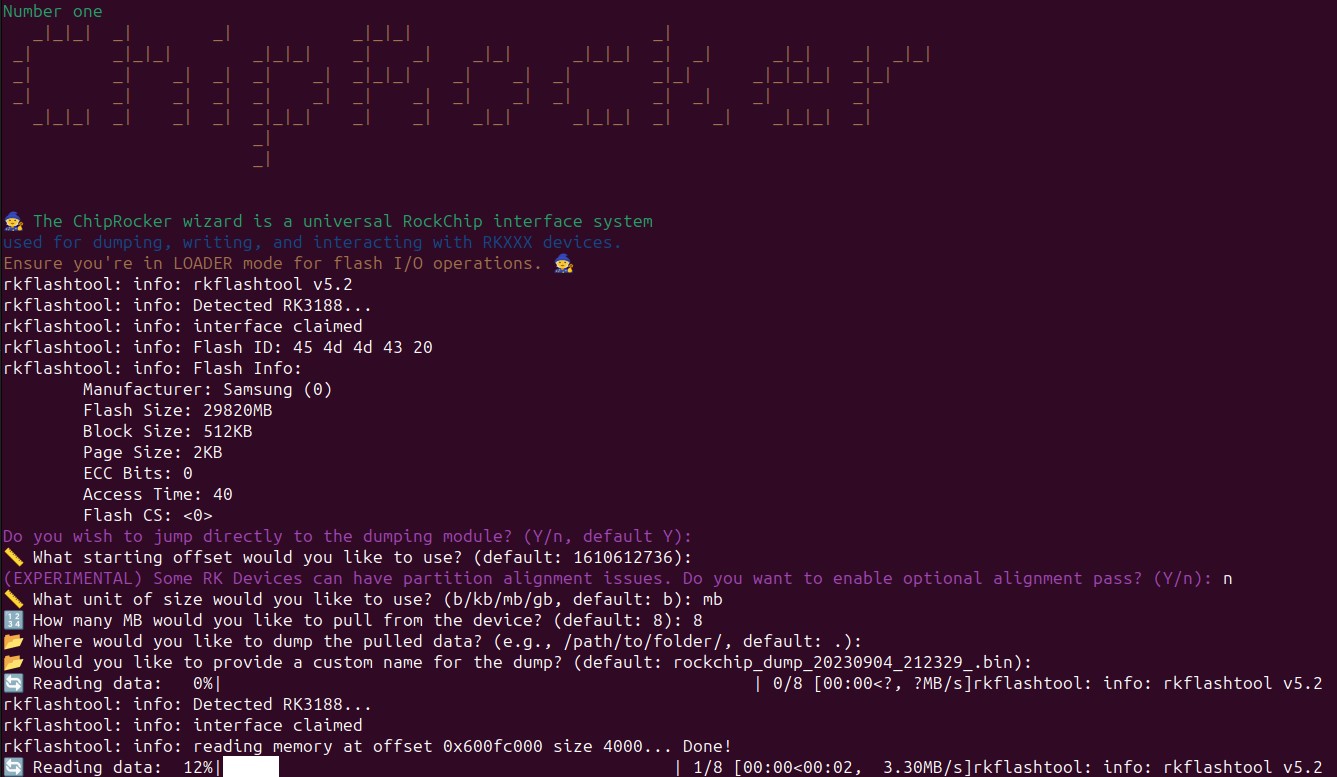 Number one
ChipRocker
🧙 The ChipRocker wizard is a universal RockChip interface system
used for dumping, writing, and interacting with RKXXX devices.
Ensure you're in LOADER mode for flash I/O operations. 🧙
rkflashtool: info: rkflashtool v5.2
rkflashtool: info: Detected RK3188...
rkflashtool: info: interface claimed
rkflashtool: info: Flash ID: 45 4d 4d 43 20
rkflashtool: info: Flash Info:
Manufacturer: Samsung (0)
Flash Size: 29820MB
Block Size: 512KB
Page Size: 2KB
ECC Bits: 0
Access Time: 40
Flash CS: <0>
Do you wish to jump directly to the dumping module? (Y/n, default Y):
📏 What starting offset would you like to use? (default: 1610612736):
(EXPERIMENTAL) Some RK Devices can have partition alignment issues. Do you want to enable optional alignment pass? (Y/n): n
📏 What unit of size would you like to use? (b/kb/mb/gb, default: b): mb
🔢 How many MB would you like to pull from the device? (default: 8): 8
📂 Where would you like to dump the pulled data? (e.g., /path/to/folder/, default: .):
📂 Would you like to provide a custom name for the dump? (default: rockchip_dump_20230904_212329_.bin):
🔄 Reading data:   0%|                                                      | 0/8 [00:00<?, ?MB/s]rkflashtool: info: rkflashtool v5.2
rkflashtool: info: Detected RK3188...
rkflashtool: info: interface claimed
rkflashtool: info: reading memory at offset 0x600fc000 size 4000... Done!
🔄 Reading data:  12%|                                              | 1/8 [00:00<00:02,  3.30MB/s]rkflashtool: info: rkflashtool v5.2